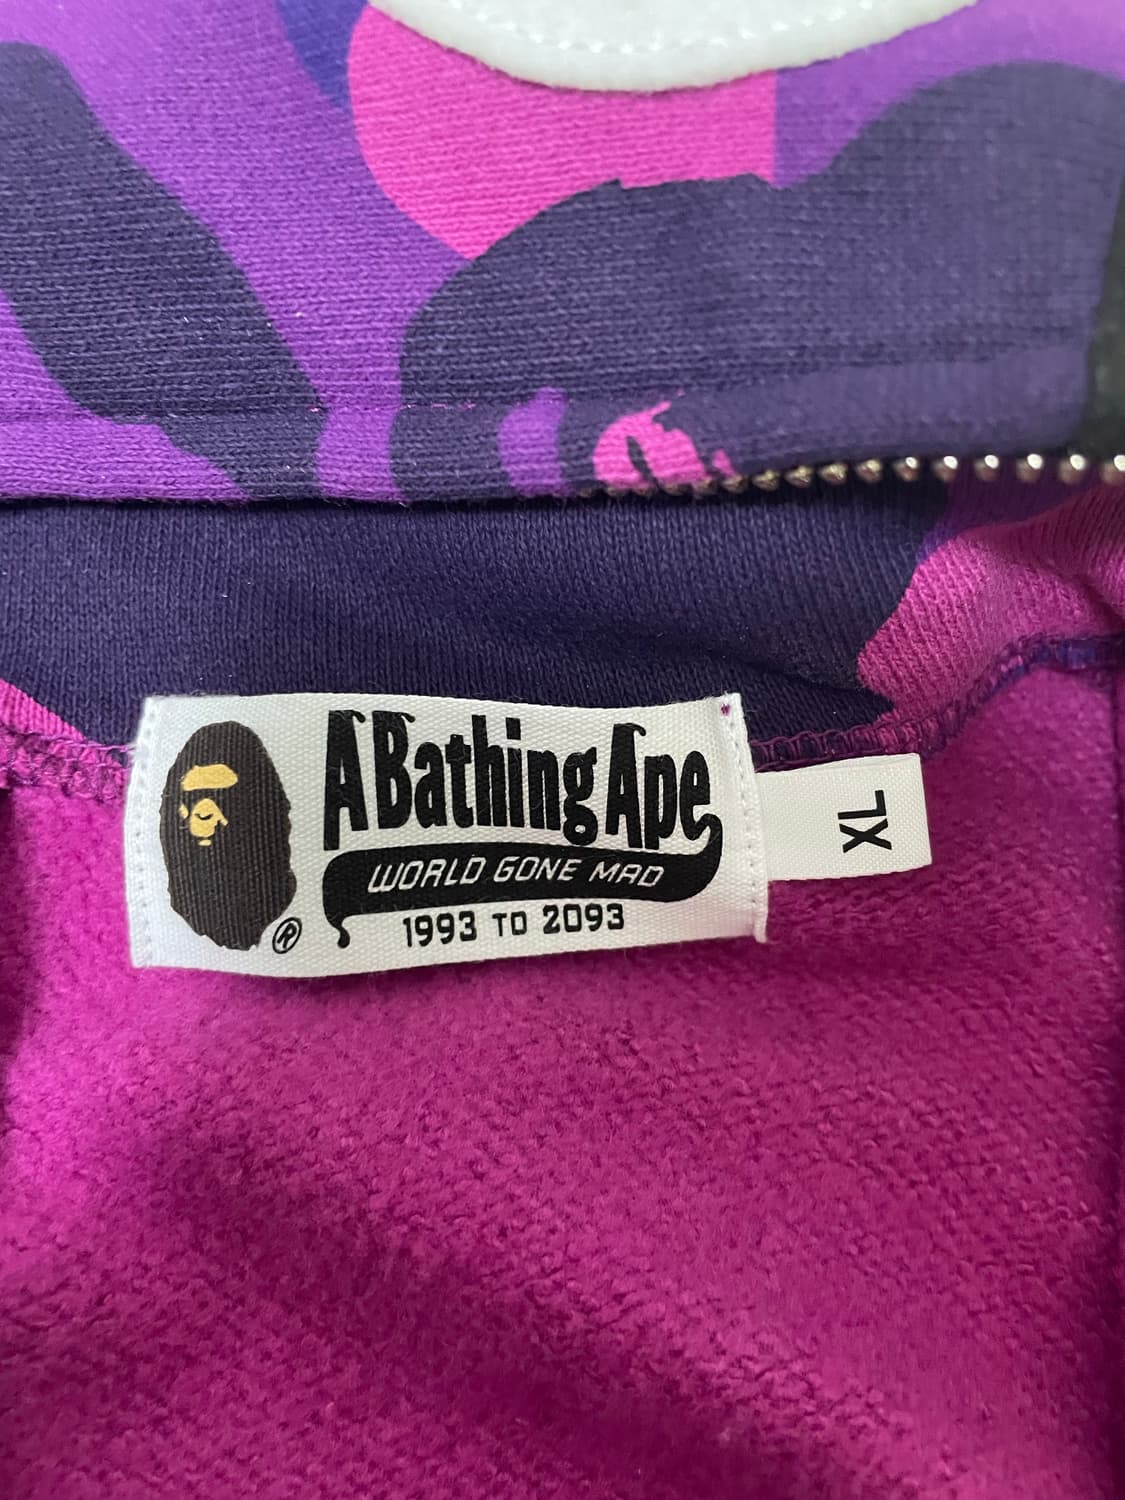 A Bathing Ape
WORLD GONE MAD
1993 TO 2093
®
XL